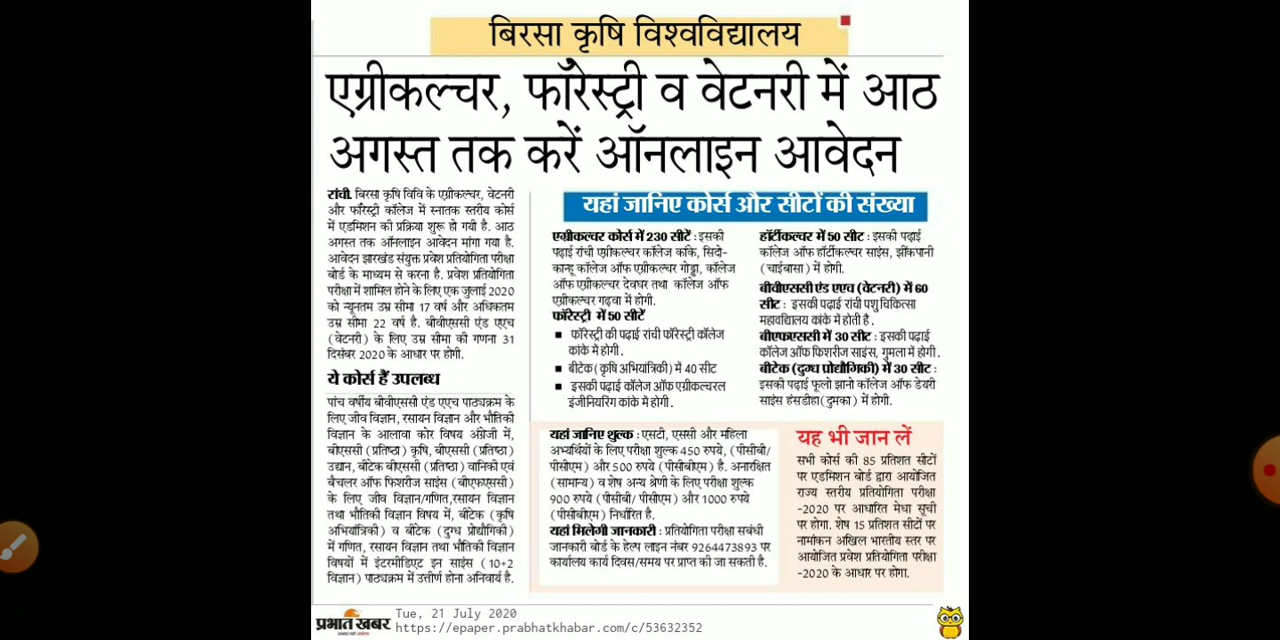 बिरसा कृषि विश्वविद्यालय
एग्रीकल्चर, फॉरेस्ट्री व वेटनरी में आठ
अगस्त तक करें ऑनलाइन आवेदन
रांची. बिरसा कृषि विवि के एग्रीकल्चर, वेटनरी
और फॉरेस्ट्री कॉलेज में स्नातक स्तरीय कोर्स
में एडमिशन की प्रक्रिया शुरू हो गयी है. आठ
अगस्त तक ऑनलाइन आवेदन मांगा गया है.
आवेदन झारखंड संयुक्त प्रवेश प्रतियोगिता परीक्षा
बोर्ड के माध्यम से करना है. प्रवेश प्रतियोगिता
परीक्षा में शामिल होने के लिए एक जुलाई 2020
को न्यूनतम उम्र सीमा 17 वर्ष और अधिकतम
उम्र सीमा 22 वर्ष है. बीवीएससी एंड एएच
(वेटनरी) के लिए उम्र सीमा की गणना 31
दिसंबर 2020 के आधार पर होगी.
ये कोर्स हैं उपलब्ध
पांच वर्षीय बीवीएससी एंड एएच पाठ्यक्रम के
लिए जीव विज्ञान, रसायन विज्ञान और भौतिकी
विज्ञान के आलावा कोर विषय अंग्रेजी में,
बीएससी (प्रतिष्ठा) कृषि, बीएससी (प्रतिष्ठा)
उद्यान, बीटेक बीएससी (प्रतिष्ठा) वानिकी एवं
बैचलर ऑफ फिशरीज साइंस (बीएफएससी)
के लिए जीव विज्ञान/गणित,रसायन विज्ञान
तथा भौतिकी विज्ञान विषय में, बीटेक (कृषि
अभियांत्रिकी) व बीटेक (दुग्ध प्रोद्यौगिकी)
में गणित, रसायन विज्ञान तथा भौतिकी विज्ञान
विषयों में इंटरमीडिएट इन साइंस (10+2
विज्ञान) पाठ्यक्रम में उत्तीर्ण होना अनिवार्य है.
यहां जानिए कोर्स और सीटों की संख्या
एग्रीकल्चर कोर्स में 230 सीटें : इसकी
पढ़ाई रांची एग्रीकल्चर कॉलेज कांके, सिदो-
कान्हू कॉलेज ऑफ एग्रीकल्चर गोड्डा, कॉलेज
ऑफ एग्रीकल्चर देवघर तथा कॉलेज ऑफ
एग्रीकल्चर गढ़वा में होगी.
फॉरेस्ट्री में 50 सीटें
■ फॉरेस्ट्री की पढ़ाई रांची फॉरेस्ट्री कॉलेज
कांके में होगी.
■ बीटेक (कृषि अभियांत्रिकी) में 40 सीट
■ इसकी पढ़ाई कॉलेज ऑफ एग्रीकल्चरल
इंजीनियरिंग कांके में होगी.
हॉर्टीकल्चर में 50 सीट : इसकी पढ़ाई
कॉलेज ऑफ हॉर्टीकल्चर साइंस, झींकपानी
(चाईबासा) में होगी.
बीवीएससी एंड एएच (वेटनरी) में 60
सीट : इसकी पढ़ाई रांची पशु चिकित्सा
महावद्यिालय कांके में होती है.
बीएफएससी में 30 सीट : इसकी पढ़ाई
कॉलेज ऑफ फिशरीज साइंस, गुमला में होगी.
बीटेक (दुग्ध प्रोद्यौगिकी) में 30 सीट :
इसकी पढ़ाई फूलो झानो कॉलेज ऑफ डेयरी
साइंस हंसडीहा (दुमका) में होगी.
यहां जानिए शुल्क : एसटी, एससी और महिला
अभ्यर्थियों के लिए परीक्षा शुल्क 450 रुपये, (पीसीबी/
पीसीएम) और 500 रुपये (पीसीबीएम) है. अनारक्षित
(सामान्य) व शेष अन्य श्रेणी के लिए परीक्षा शुल्क
900 रुपये (पीसीबी/ पीसीएम) और 1000 रुपये
(पीसीबीएम) निर्धारित है.
यहां मिलेगी जानकारी : प्रतियोगिता परीक्षा सबंधी
जानकारी बोर्ड के हेल्प लाइन नंबर 9264473893 पर
कार्यालय कार्य दिवस/समय पर प्राप्त की जा सकती है.
यह भी जान लें
सभी कोर्स की 85 प्रतिशत सीटों
पर एडमिशन बोर्ड द्वारा आयोजित
राज्य स्तरीय प्रतियोगिता परीक्षा
-2020 पर आधारित मेधा सूची
पर होगा. शेष 15 प्रतिशत सीटों पर
नामांकन अखिल भारतीय स्तर पर
आयोजित प्रवेश प्रतियोगिता परीक्षा
-2020 के आधार पर होगा.
प्रभात खबर
Tue, 21 July 2020
https://epaper.prabhatkhabar.com/c/53632352